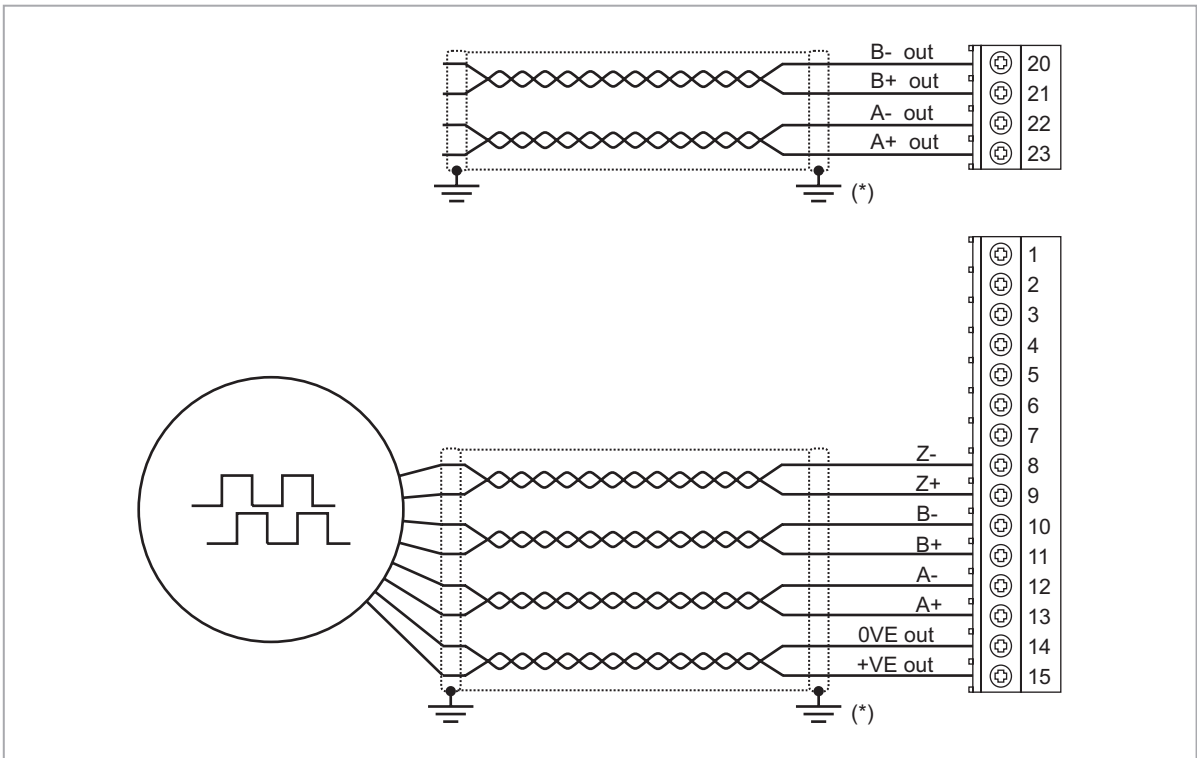 B- out 20
B+ out 21
A- out 22
A+ out 23
(*)
1
2
3
4
5
6
7
Z- 8
Z+ 9
B- 10
B+ 11
A- 12
A+ 13
0VE out 14
+VE out 15
(*)